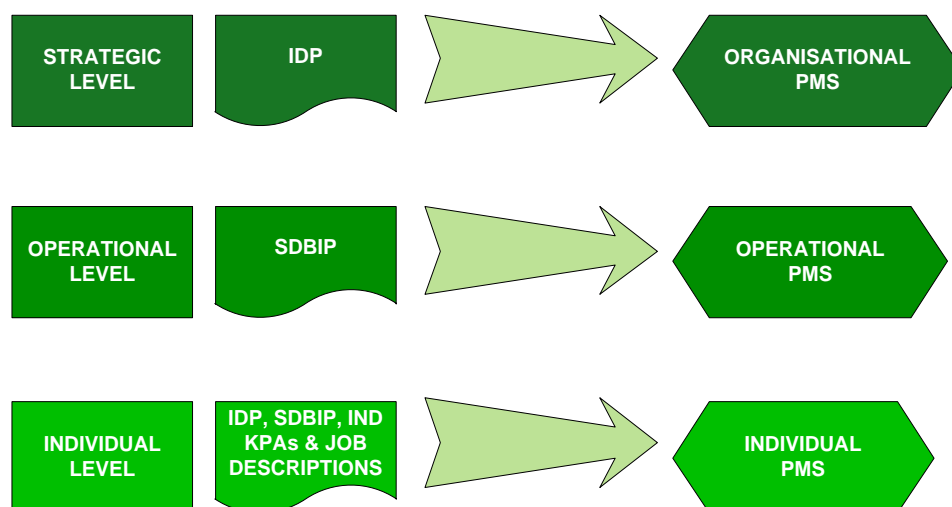 STRATEGIC
LEVEL
IDP
ORGANISATIONAL
PMS
OPERATIONAL
LEVEL
SDBIP
OPERATIONAL
PMS
INDIVIDUAL
LEVEL
IDP, SDBIP, IND
KPAs & JOB
DESCRIPTIONS
INDIVIDUAL
PMS